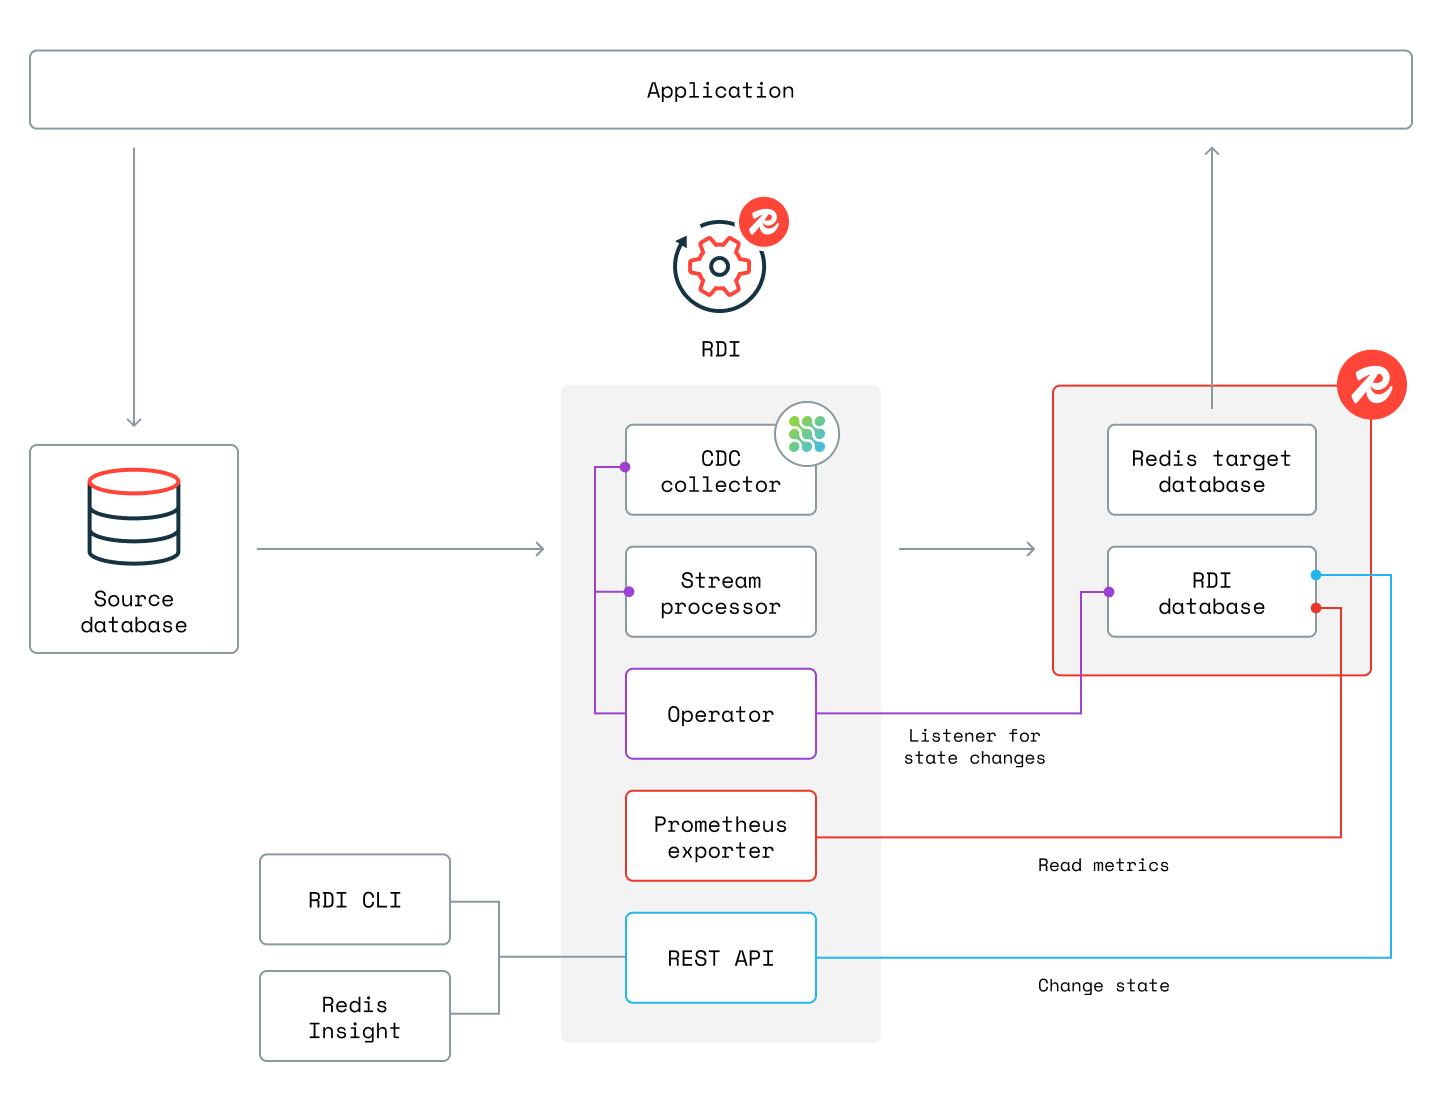 Application
RDI
CDC
collector
Redis target
database
Stream
processor
RDI
database
Source
database
Operator
Listener for
state changes
Prometheus
exporter
Read metrics
RDI CLI
REST API
Change state
Redis
Insight